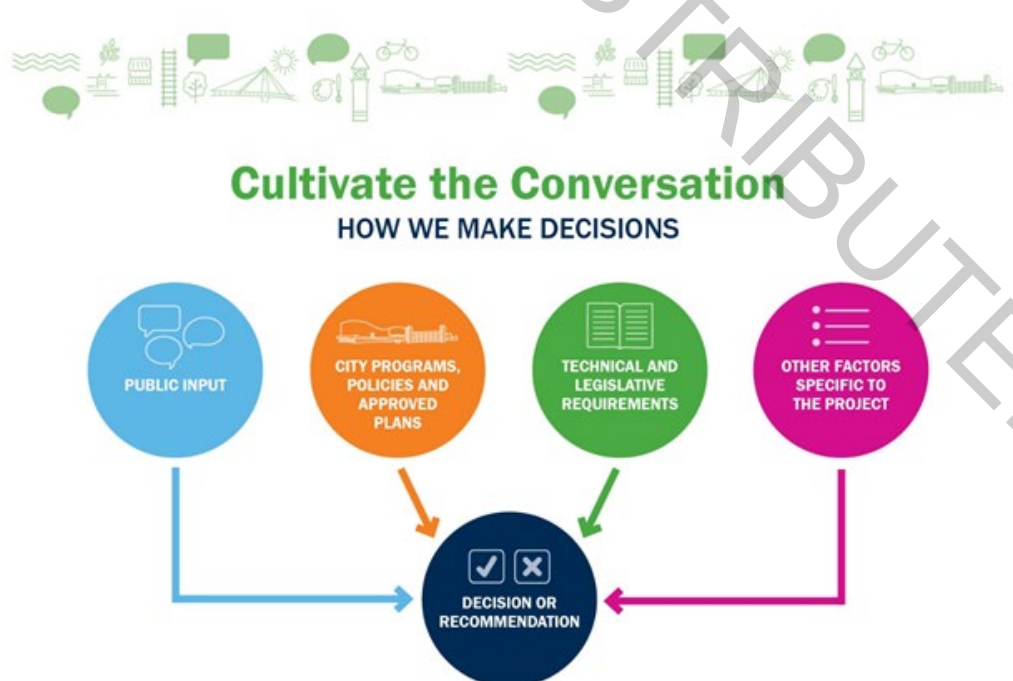 Cultivate the Conversation
HOW WE MAKE DECISIONS
PUBLIC INPUT
CITY PROGRAMS,
POLICIES AND
APPROVED
PLANS
TECHNICAL AND
LEGISLATIVE
REQUIREMENTS
OTHER FACTORS
SPECIFIC TO
THE PROJECT
DECISION OR
RECOMMENDATION